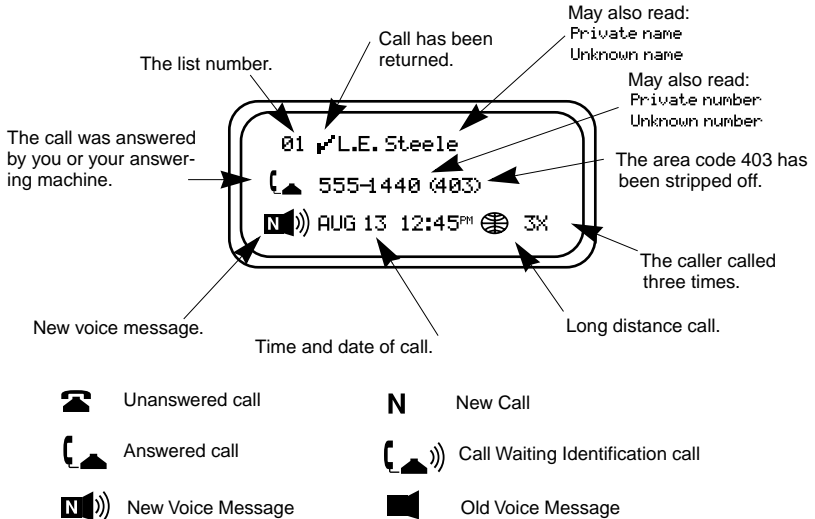 May also read:
Private name
Unknown name
Call has been
returned.
The list number.
May also read:
Private number
Unknown number
The call was answered
by you or your answer-
ing machine.
01 L.E. Steele
555-1440 (403)
N AUG 13 12:45PM 3X
The area code 403 has
been stripped off.
The caller called
three times.
New voice message.
Time and date of call.
Long distance call.
Unanswered call
N New Call
Answered call
Call Waiting Identification call
N New Voice Message
Old Voice Message